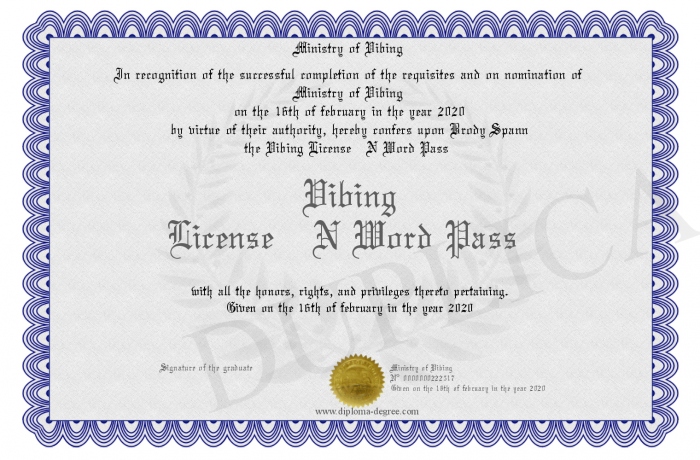 Ministry of Vibing
In recognition of the successful completion of the requisites and on nomination of
Ministry of Vibing
on the 16th of february in the year 2020
by virtue of their authority, hereby confers upon Brody Spann
the Vibing License N Word Pass
Vibing
License N Word Pass
with all the honors, rights, and privileges thereto pertaining.
Given on the 16th of february in the year 2020
DUPLICA
Signature of the graduate
Ministry of Vibing
N° 0000000222517
Given on the 18th of february in the year 2020
www.diploma-degree.com